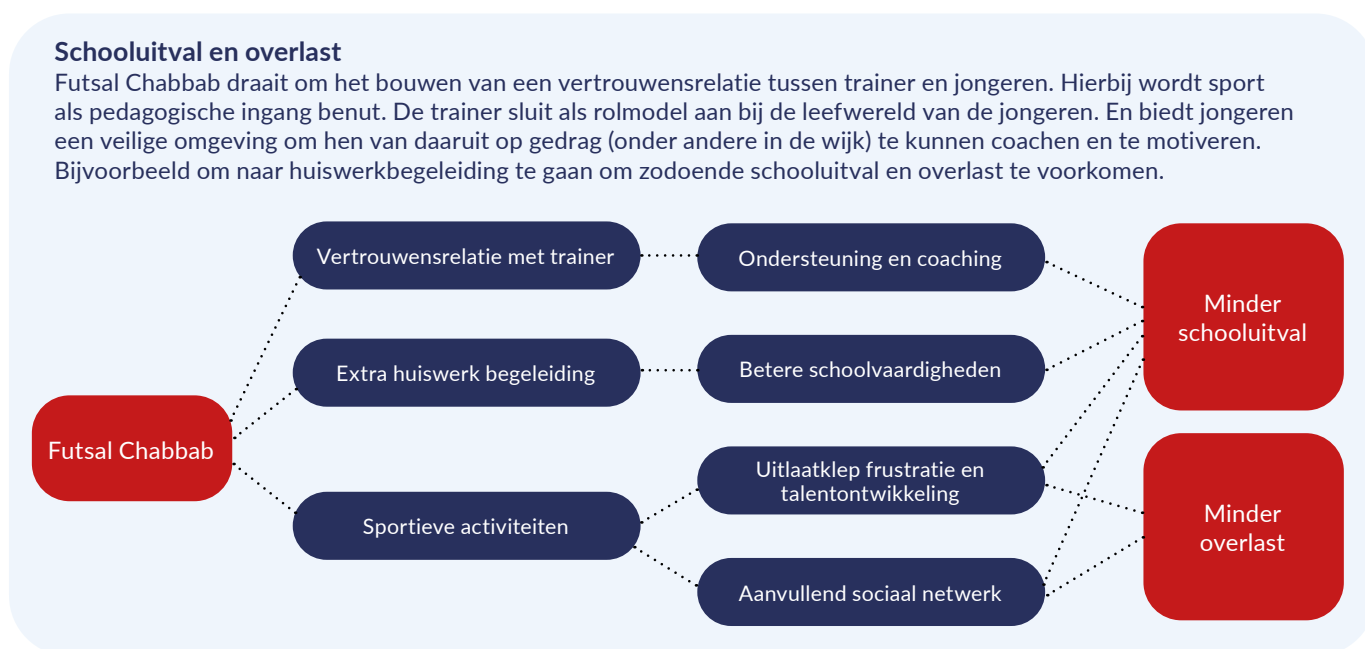 Schooluitval en overlast
Futsal Chabbab draait om het bouwen van een vertrouwensrelatie tussen trainer en jongeren. Hierbij wordt sport
als pedagogische ingang benut. De trainer sluit als rolmodel aan bij de leefwereld van de jongeren. En biedt jongeren
een veilige omgeving om hen van daaruit op gedrag (onder andere in de wijk) te kunnen coachen en te motiveren.
Bijvoorbeeld om naar huiswerkbegeleiding te gaan om zodoende schooluitval en overlast te voorkomen.
Futsal Chabbab
Vertrouwensrelatie met trainer
Extra huiswerk begeleiding
Sportieve activiteiten
Ondersteuning en coaching
Betere schoolvaardigheden
Uitlaatklep frustratie en
talentontwikkeling
Aanvullend sociaal netwerk
Minder
schooluitval
Minder
overlast